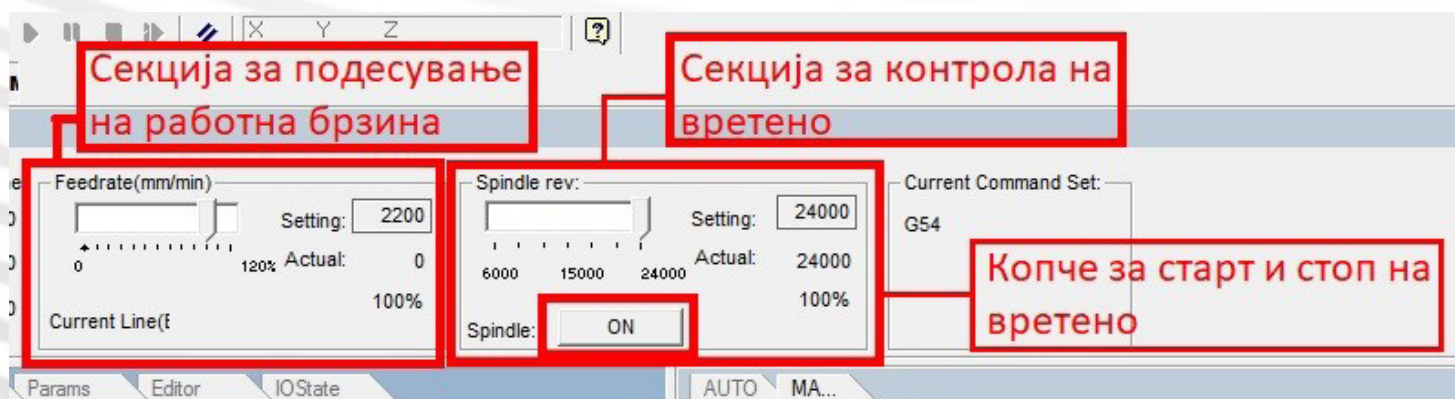 X Y Z
Секција за подесување
на работна брзина
Секција за контрола на
вретено
Feedrate(mm/min)
Setting: 2200
0 120%
Actual: 0
100%
Current Line(E
Spindle rev:
Setting: 24000
6000 15000 24000
Actual: 24000
100%
Spindle: ON
Current Command Set:
G54
Копче за старт и стоп на
вретено
Params Editor IOState
AUTO MA...